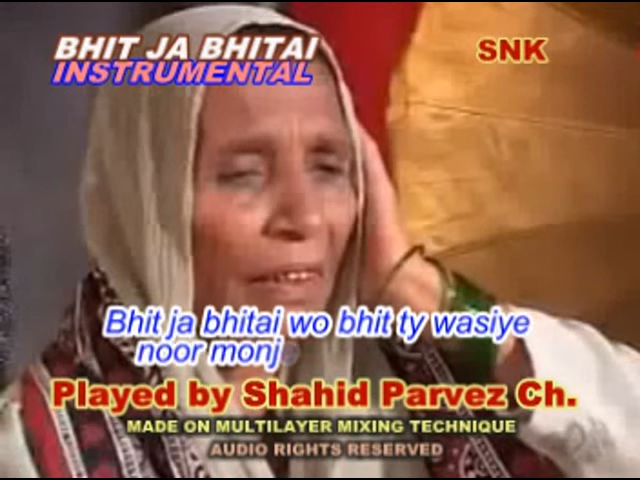 BHIT JA BHITAI
SNK
INSTRUMENTAL
Bhit ja bhitai wo bhit ty wasiye
noor monj
Played by Shahid Parvez Ch.
MADE ON MULTILAYER MIXING TECHNIQUE
AUDIO RIGHTS RESERVED